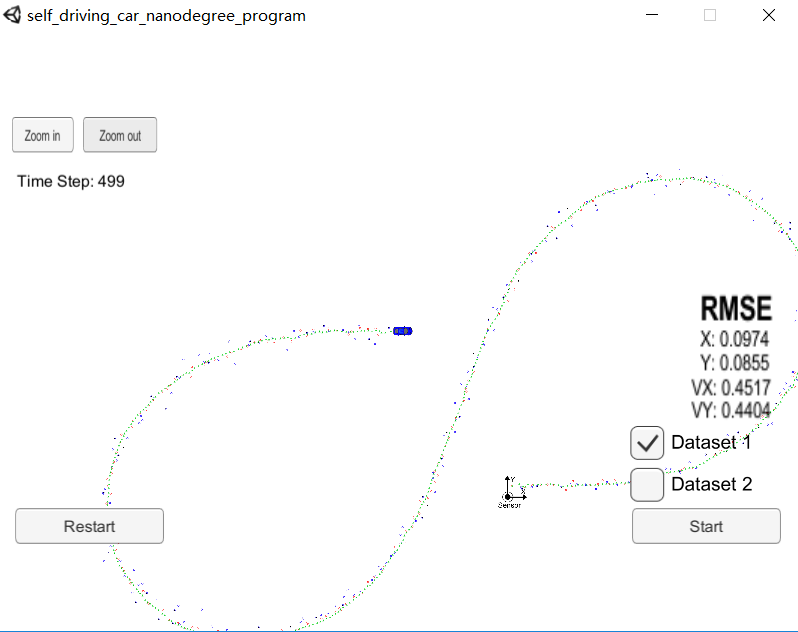 self_driving_car_nanodegree_program
Zoom in
Zoom out
Time Step: 499
RMSE
X: 0.0974
Y: 0.0855
VX: 0.4517
VY: 0.4404
Dataset 1
Dataset 2
Y
X
Sensor
Restart
Start